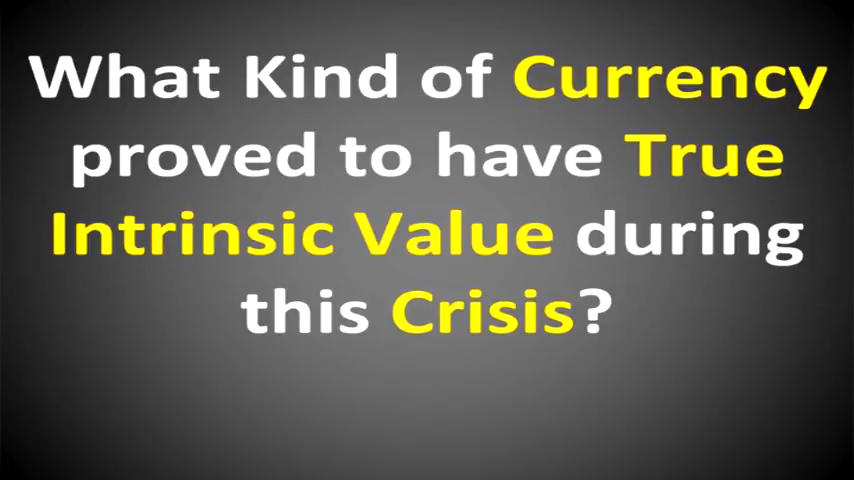 What Kind of Currency
proved to have True
Intrinsic Value during
this Crisis?